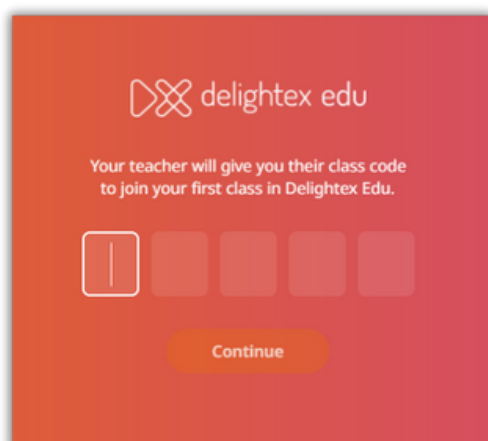 delightex edu
Your teacher will give you their class code
to join your first class in Delightex Edu.
Continue